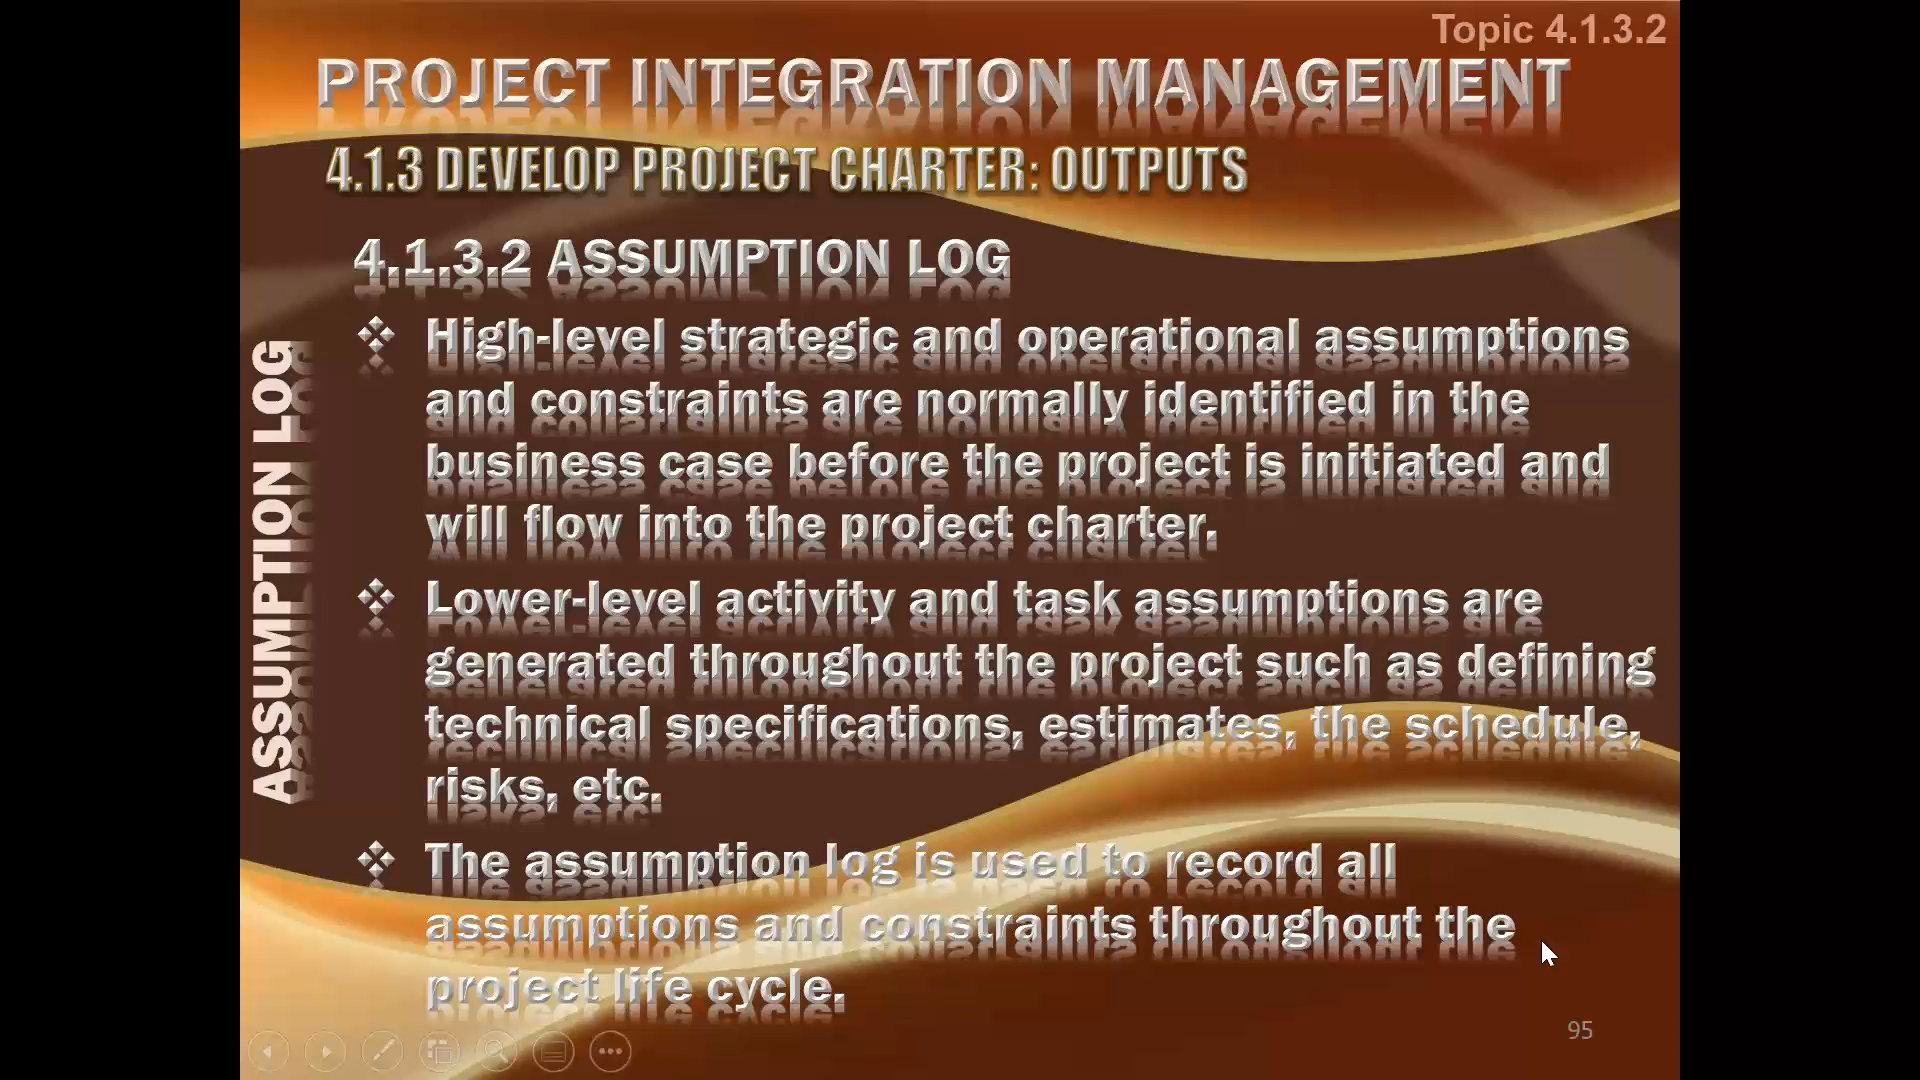 Topic 4.1.3.2
PROJECT INTEGRATION MANAGEMENT
4.1.3 DEVELOP PROJECT CHARTER: OUTPUTS
4.1.3.2 ASSUMPTION LOG
ASSUMPTION LOG
❖ High-level strategic and operational assumptions
and constraints are normally identified in the
business case before the project is initiated and
will flow into the project charter.
❖ Lower-level activity and task assumptions are
generated throughout the project such as defining
technical specifications, estimates, the schedule,
risks, etc.
❖ The assumption log is used to record all
assumptions and constraints throughout the
project life cycle.
95